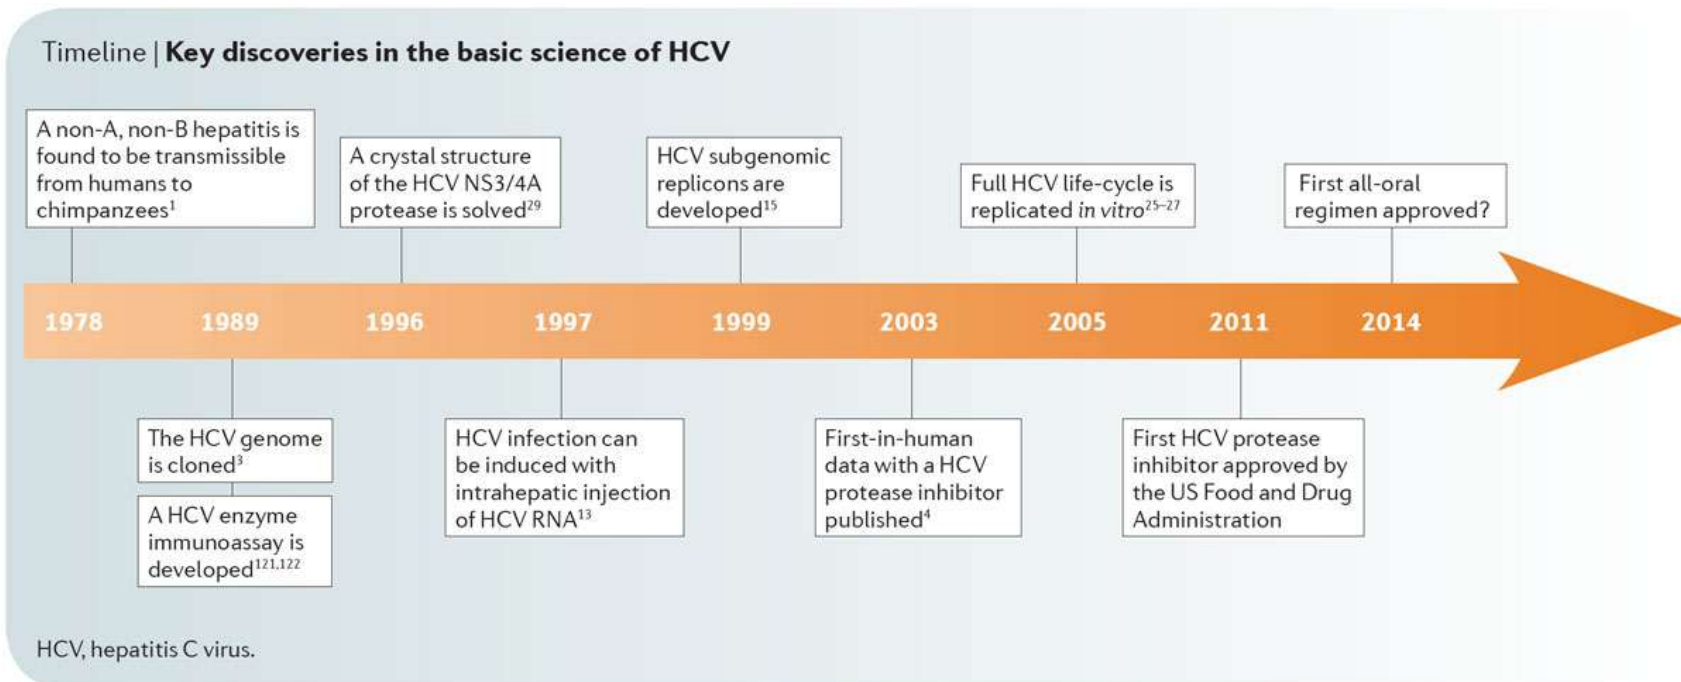 Timeline | Key discoveries in the basic science of HCV
A non-A, non-B hepatitis is
found to be transmissible
from humans to
chimpanzees¹
A crystal structure
of the HCV NS3/4A
protease is solved²⁹
HCV subgenomic
replicons are
developed¹⁵
Full HCV life-cycle is
replicated in vitro²⁵⁻²⁷
First all-oral
regimen approved?
1978 1989 1996 1997 1999 2003 2005 2011 2014
The HCV genome
is cloned³
A HCV enzyme
immunoassay is
developed¹²¹,¹²²
HCV infection can
be induced with
intrahepatic injection
of HCV RNA¹³
First-in-human
data with a HCV
protease inhibitor
published⁴
First HCV protease
inhibitor approved by
the US Food and Drug
Administration
HCV, hepatitis C virus.